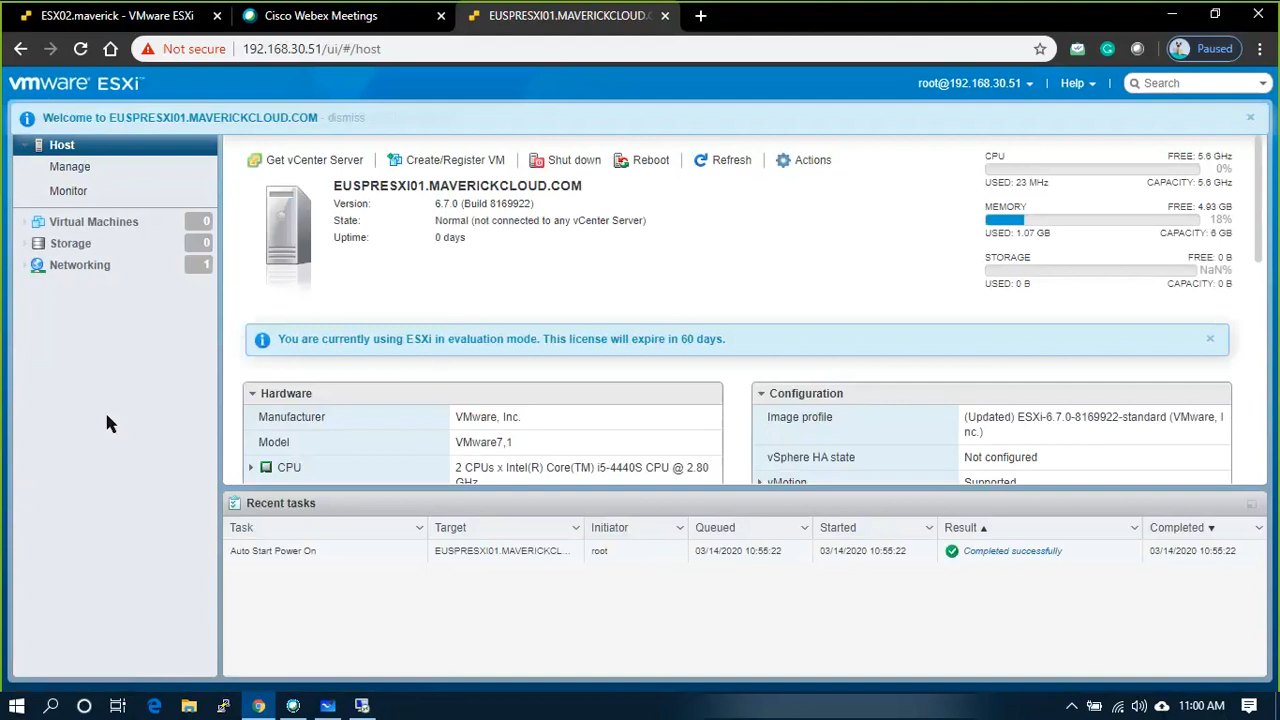 ESX02.maverick - VMware ESXi
Cisco Webex Meetings
EUSPRESXI01.MAVERICKCLOUD.C
Not secure
192.168.30.51/ui/#/host
Paused
vmware ESXi
root@192.168.30.51
Help
Search
Welcome to EUSPRESXI01.MAVERICKCLOUD.COM - dismiss
Host
Manage
Monitor
Virtual Machines 0
Storage 0
Networking 1
Get vCenter Server
Create/Register VM
Shut down
Reboot
Refresh
Actions
EUSPRESXI01.MAVERICKCLOUD.COM
Version: 6.7.0 (Build 8169922)
State: Normal (not connected to any vCenter Server)
Uptime: 0 days
CPU FREE: 5.6 GHz
0%
USED: 23 MHz CAPACITY: 5.6 GHz
MEMORY FREE: 4.93 GB
18%
USED: 1.07 GB CAPACITY: 6 GB
STORAGE FREE: 0 B
NaN%
USED: 0 B CAPACITY: 0 B
You are currently using ESXi in evaluation mode. This license will expire in 60 days.
Hardware
Manufacturer VMware, Inc.
Model VMware7,1
CPU 2 CPUs x Intel(R) Core(TM) i5-4440S CPU @ 2.80
GHz
Configuration
Image profile (Updated) ESXi-6.7.0-8169922-standard (VMware, I
nc.)
vSphere HA state Not configured
vMotion Supported
Recent tasks
Task Target Initiator Queued Started Result Completed
Auto Start Power On EUSPRESXI01.MAVERICKCL... root 03/14/2020 10:55:22 03/14/2020 10:55:22 Completed successfully 03/14/2020 10:55:22
11:00 AM